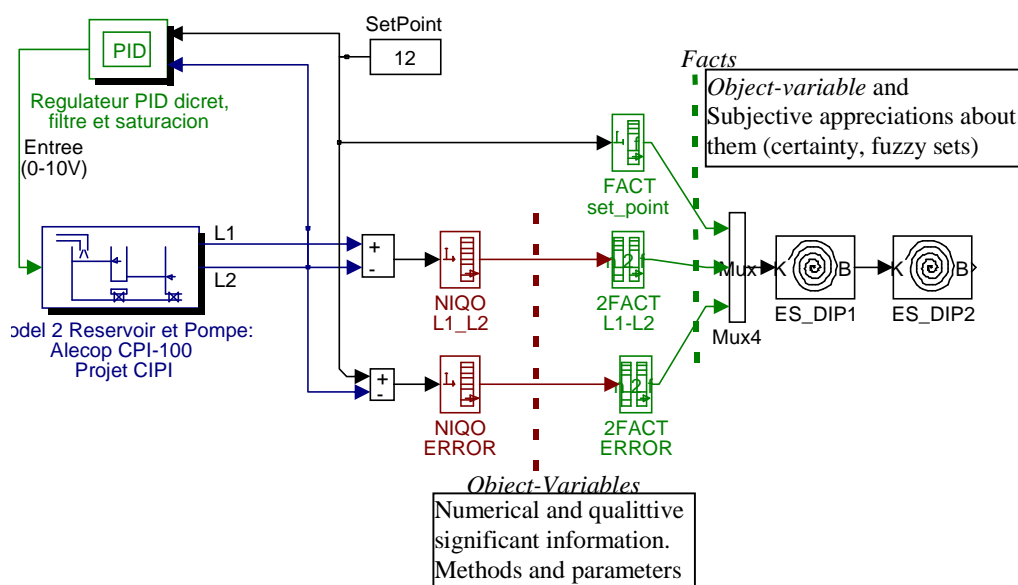 SetPoint
12
PID
Regulateur PID dicret,
filtre et saturacion
Entree
(0-10V)
Facts
Object-variable and
Subjective appreciations about
them (certainty, fuzzy sets)
FACT
set_point
L1
L2
+
-
NIQO
L1_L2
2
2FACT
L1-L2
Mux
Mux4
K
B
ES_DIP1
K
B
ES_DIP2
odel 2 Reservoir et Pompe:
Alecop CPI-100
Projet CIPI
+
-
NIQO
ERROR
2
2FACT
ERROR
Object-Variables
Numerical and qualittive
significant information.
Methods and parameters